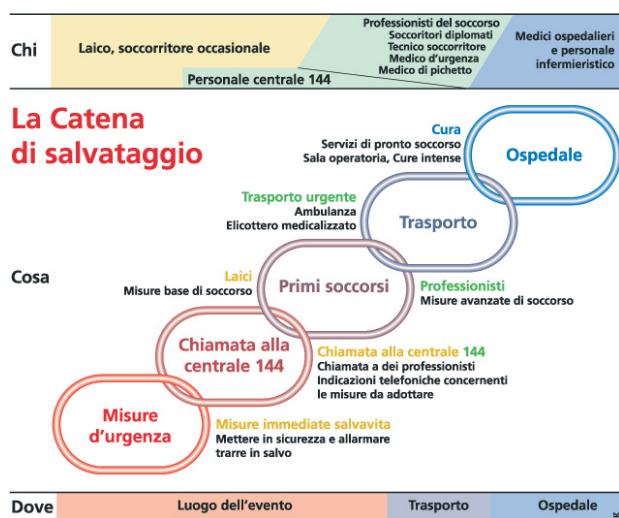 Chi
Laico, soccorritore occasionale
Personale centrale 144
Professionisti del soccorso
Soccoritori diplomati
Tecnico soccorritore
Medico d'urgenza
Medico di pichetto
Medici ospedalieri
e personale
infermieristico
La Catena
di salvataggio
Cura
Servizi di pronto soccorso
Sala operatoria, Cure intense
Ospedale
Trasporto urgente
Ambulanza
Elicottero medicalizzato
Trasporto
Cosa
Laici
Misure base di soccorso
Primi soccorsi
Professionisti
Misure avanzate di soccorso
Chiamata alla
centrale 144
Chiamata alla centrale 144
Chiamata a dei professionisti
Indicazioni telefoniche concernenti
le misure da adottare
Misure
d'urgenza
Misure immediate salvavita
Mettere in sicurezza e allarmare
trarre in salvo
Dove
Luogo dell'evento
Trasporto
Ospedale